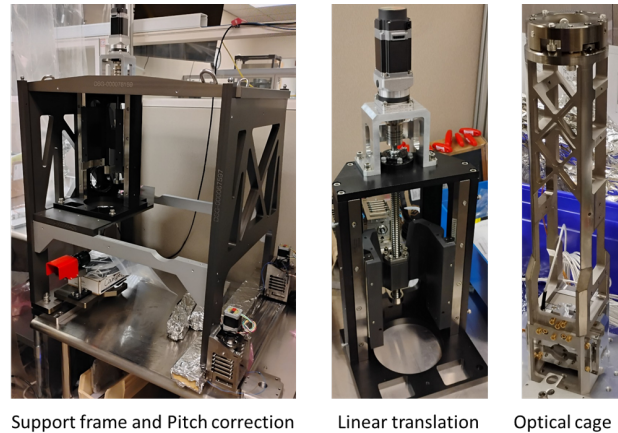 Support frame and Pitch correction
Linear translation
Optical cage